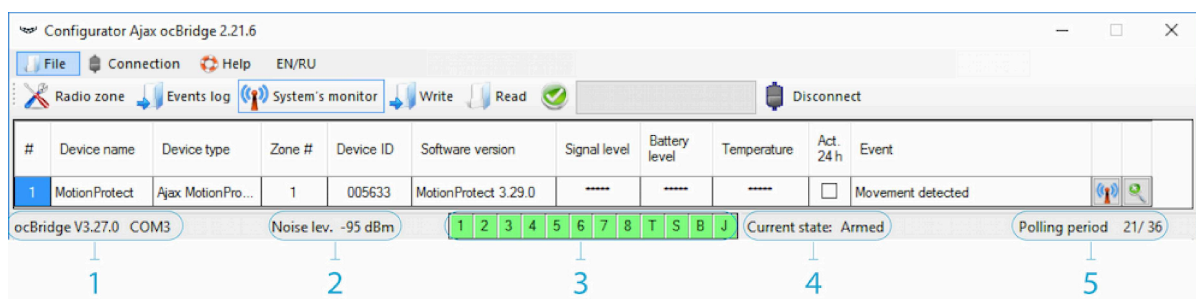 Configurator Ajax ocBridge 2.21.6
File Connection Help EN/RU
Radio zone Events log System's monitor Write Read Disconnect
# Device name Device type Zone # Device ID Software version Signal level Battery level Temperature Act. 24 h Event
1 MotionProtect Ajax MotionPro... 1 005633 MotionProtect 3.29.0 ----- ----- ----- Movement detected
ocBridge V3.27.0 COM3 Noise lev. -95 dBm 1 2 3 4 5 6 7 8 T S B J Current state: Armed Polling period 21/ 36
1 2 3 4 5